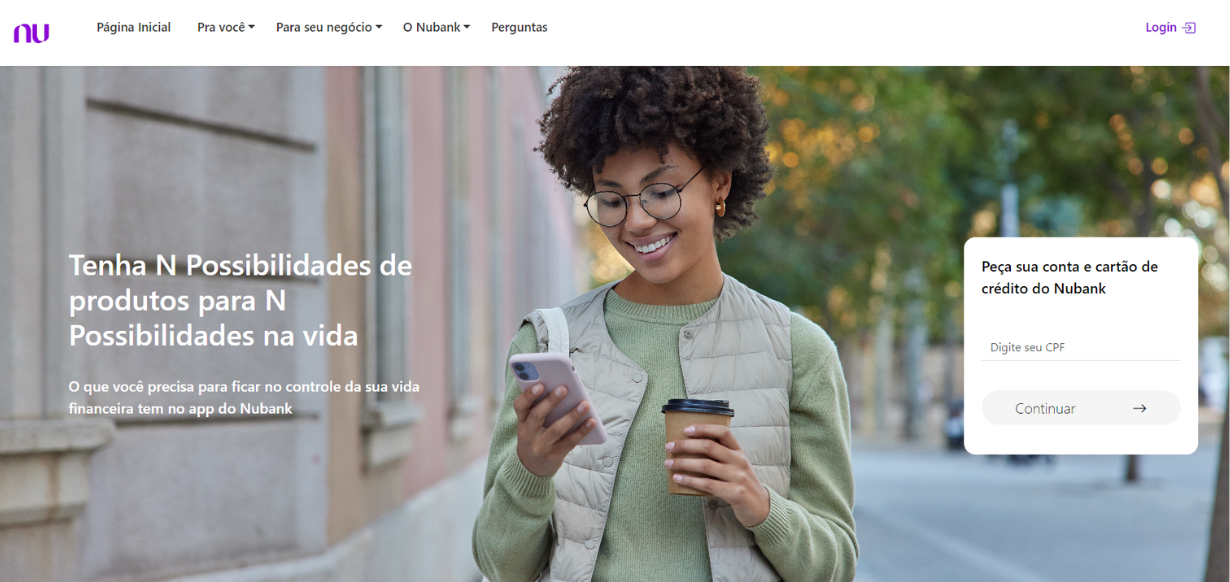 nu
Página Inicial
Pra você
Para seu negócio
O Nubank
Perguntas
Login
Tenha N Possibilidades de
produtos para N
Possibilidades na vida
O que você precisa para ficar no controle da sua vida
financeira tem no app do Nubank
Peça sua conta e cartão de
crédito do Nubank
Digite seu CPF
Continuar